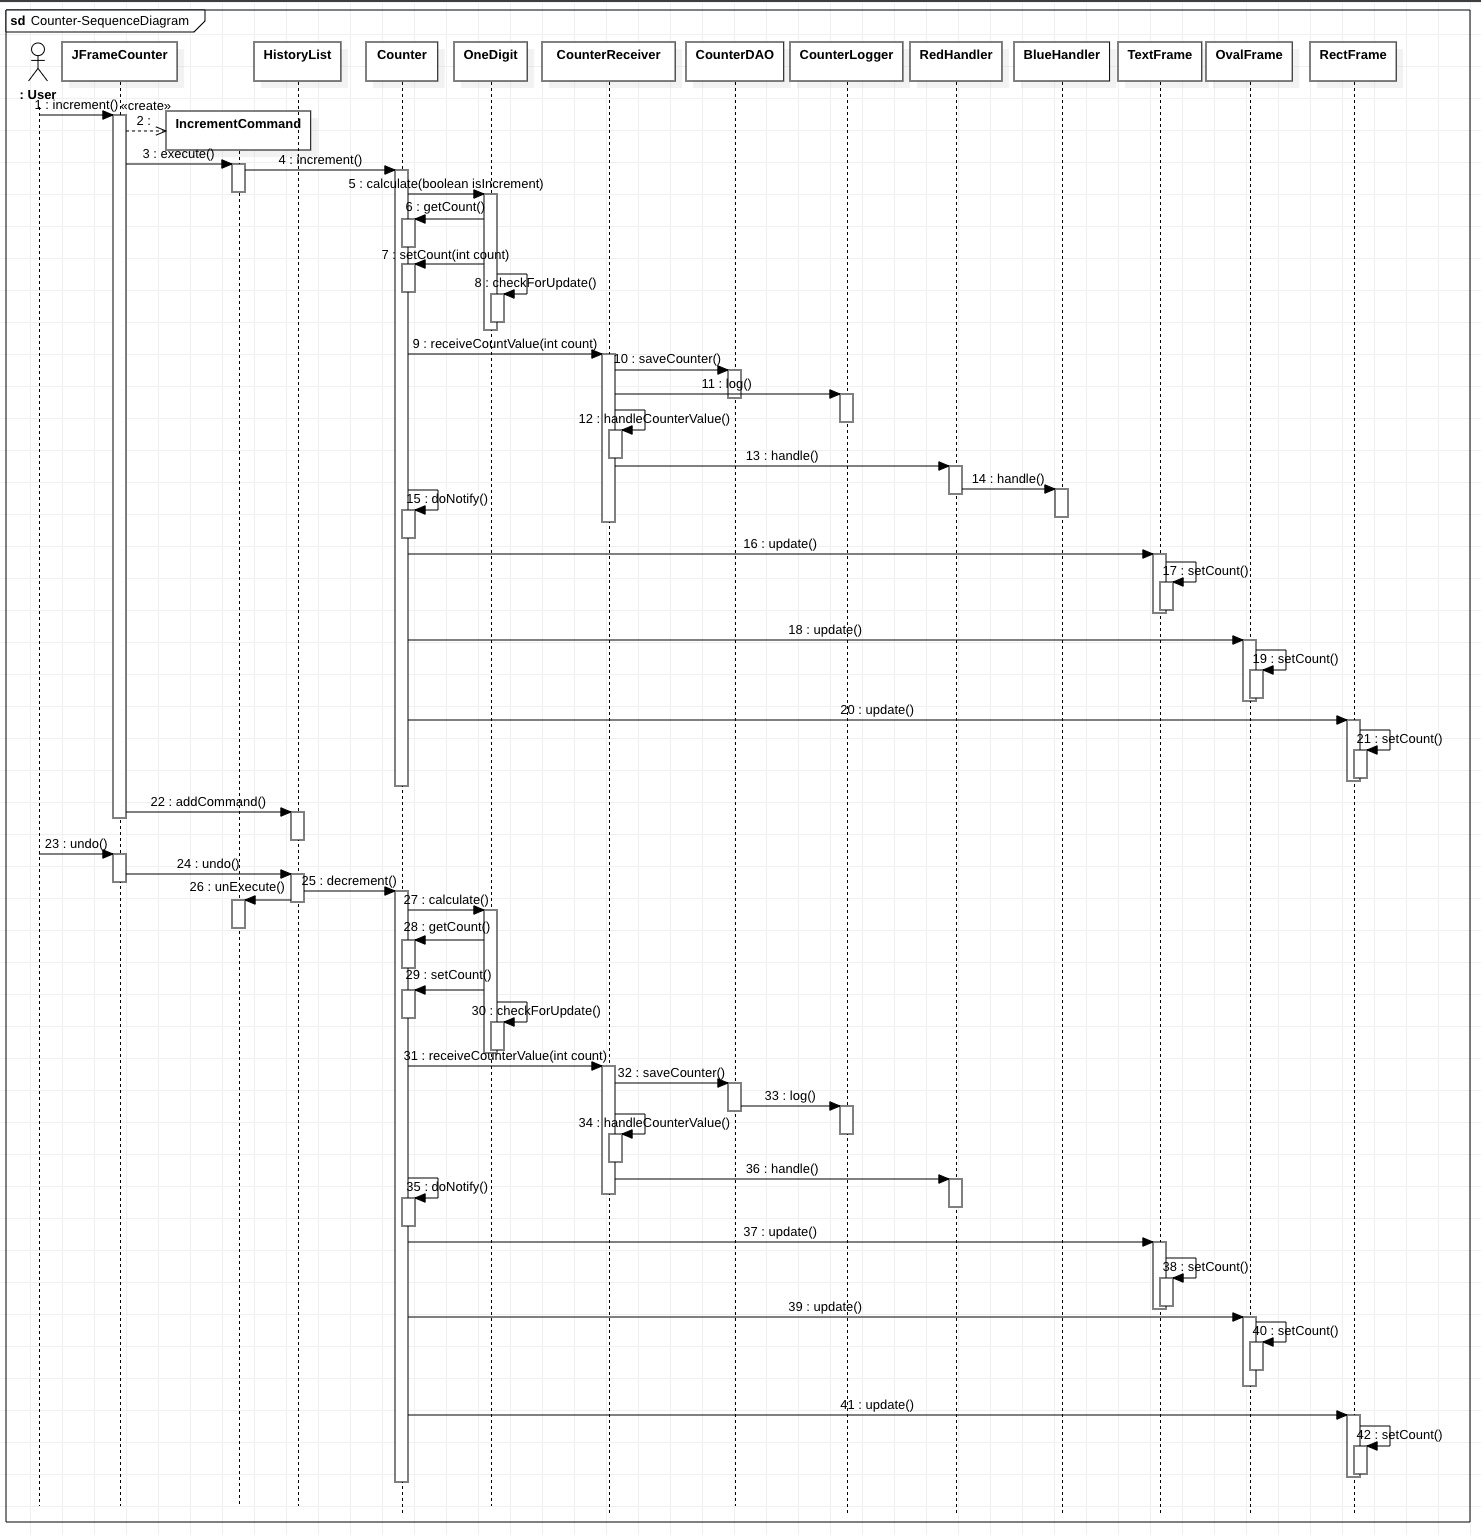 sd Counter-SequenceDiagram
JFrameCounter
HistoryList
Counter
OneDigit
CounterReceiver
CounterDAO
CounterLogger
RedHandler
BlueHandler
TextFrame
OvalFrame
RectFrame
: User
1 : increment()
«create»
2 :
IncrementCommand
3 : execute()
4 : increment()
5 : calculate(boolean isIncrement)
6 : getCount()
7 : setCount(int count)
8 : checkForUpdate()
9 : receiveCountValue(int count)
10 : saveCounter()
11 : log()
12 : handleCounterValue()
13 : handle()
14 : handle()
15 : doNotify()
16 : update()
17 : setCount()
18 : update()
19 : setCount()
20 : update()
21 : setCount()
22 : addCommand()
23 : undo()
24 : undo()
25 : decrement()
26 : unExecute()
27 : calculate()
28 : getCount()
29 : setCount()
30 : checkForUpdate()
31 : receiveCounterValue(int count)
32 : saveCounter()
33 : log()
34 : handleCounterValue()
36 : handle()
35 : doNotify()
37 : update()
38 : setCount()
39 : update()
40 : setCount()
41 : update()
42 : setCount()